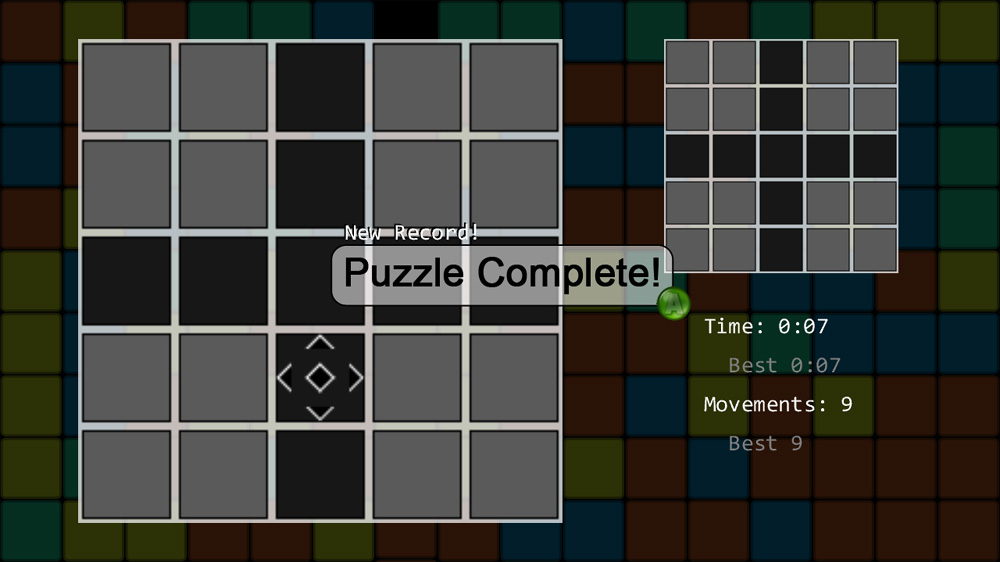 New Record!
Puzzle Complete!
A
Time: 0:07
Best 0:07
Movements: 9
Best 9